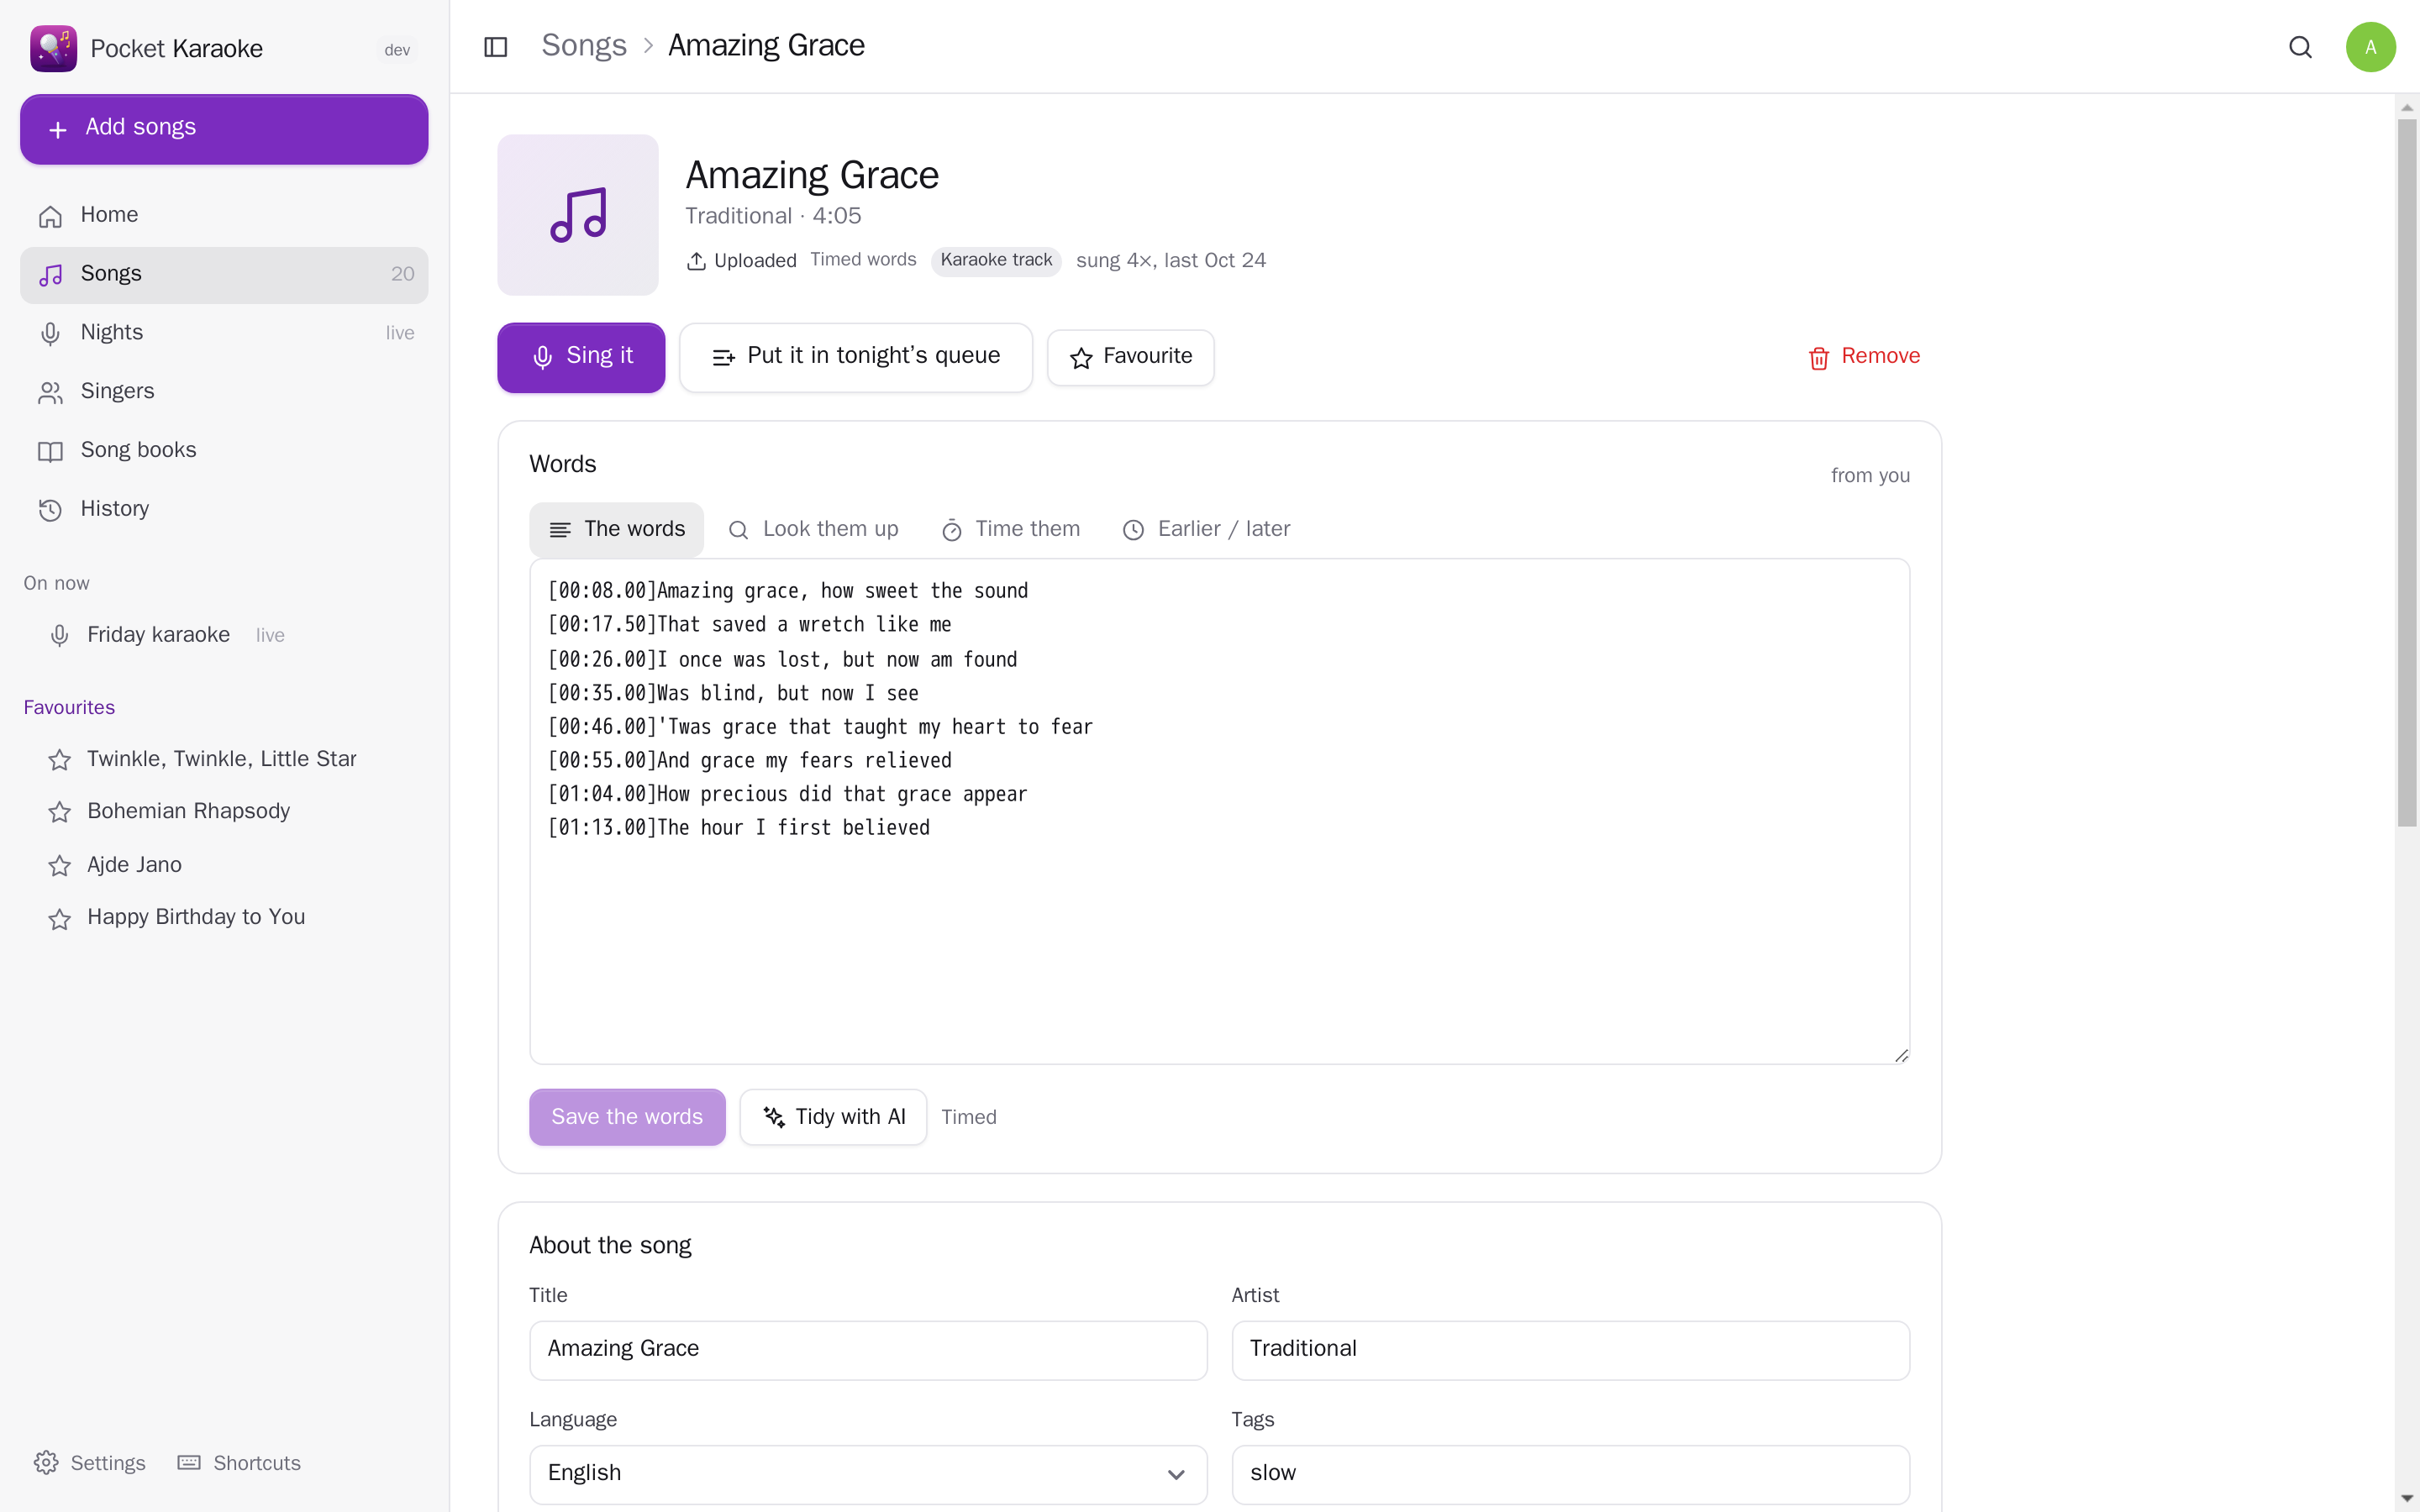 Pocket Karaoke
dev
Add songs
Home
Songs 20
Nights live
Singers
Song books
History
On now
Friday karaoke live
Favourites
Twinkle, Twinkle, Little Star
Bohemian Rhapsody
Ajde Jano
Happy Birthday to You
Settings
Shortcuts
Songs > Amazing Grace
A
Amazing Grace
Traditional · 4:05
Uploaded Timed words Karaoke track sung 4×, last Oct 24
Sing it
Put it in tonight’s queue
Favourite
Remove
Words
from you
The words
Look them up
Time them
Earlier / later
[00:08.00]Amazing grace, how sweet the sound
[00:17.50]That saved a wretch like me
[00:26.00]I once was lost, but now am found
[00:35.00]Was blind, but now I see
[00:46.00]'Twas grace that taught my heart to fear
[00:55.00]And grace my fears relieved
[01:04.00]How precious did that grace appear
[01:13.00]The hour I first believed
Save the words
Tidy with AI
Timed
About the song
Title
Amazing Grace
Artist
Traditional
Language
English
Tags
slow